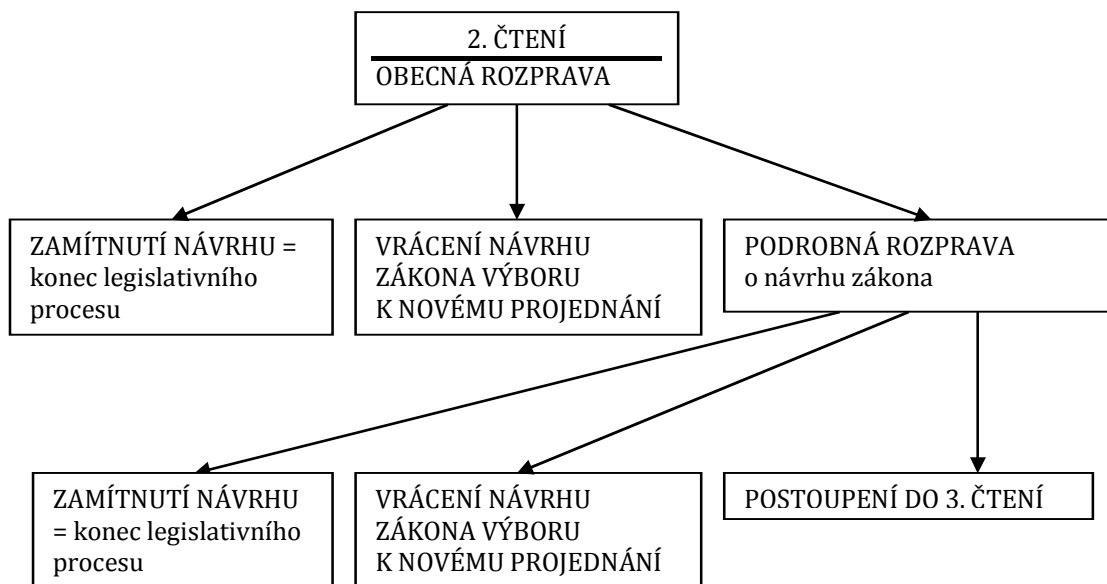 2. ČTENÍ
OBECNÁ ROZPRAVA
ZAMÍTNUTÍ NÁVRHU =
konec legislativního
procesu
VRÁCENÍ NÁVRHU
ZÁKONA VÝBORU
K NOVÉMU PROJEDNÁNÍ
PODROBNÁ ROZPRAVA
o návrhu zákona
ZAMÍTNUTÍ NÁVRHU
= konec legislativního
procesu
VRÁCENÍ NÁVRHU
ZÁKONA VÝBORU
K NOVÉMU PROJEDNÁNÍ
POSTOUPENÍ DO 3. ČTENÍ